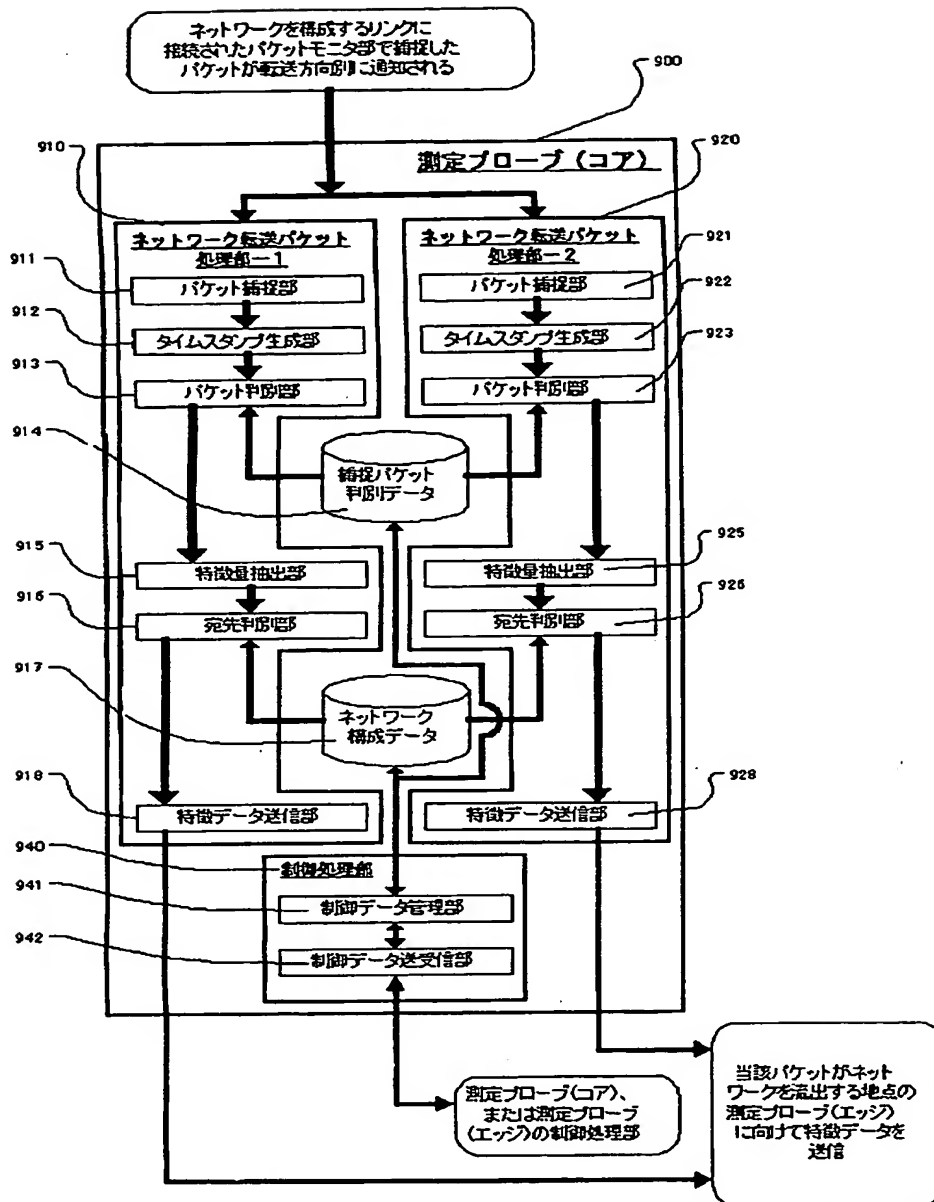 ネットワークを構成するリンクに
接続されたパケットモニタ部で捕捉した
パケットが転送方向別に通知される
900
910
920
測定プローブ(コア)
ネットワーク転送パケット
処理部ー1
ネットワーク転送パケット
処理部ー2
911
パケット捕捉部
パケット捕捉部
921
912
タイムスタンプ生成部
タイムスタンプ生成部
922
913
パケット判別部
パケット判別部
923
914
捕捉パケット
判別データ
915
特徴量抽出部
特徴量抽出部
925
916
宛先判別部
宛先判別部
926
917
ネットワーク
構成データ
918
特徴データ送信部
特徴データ送信部
928
940
制御処理部
941
制御データ管理部
942
制御データ送受信部
測定プローブ(コア)、
または測定プローブ
(エッジ)の制御処理部
当該パケットがネット
ワークを流出する地点の
測定プローブ(エッジ)
に向けて特徴データを
送信